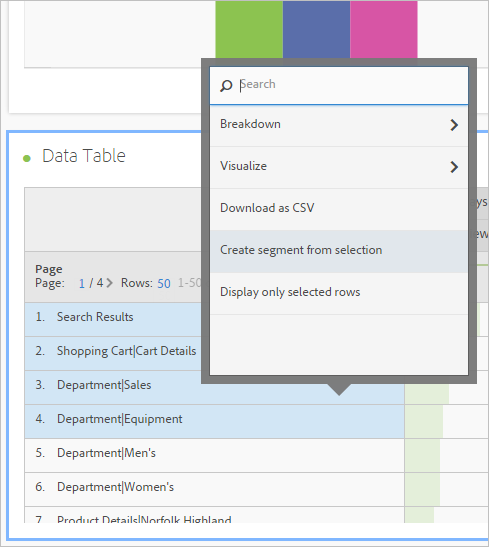 Search
Breakdown
Visualize
Download as CSV
Create segment from selection
Display only selected rows
Data Table
Page
Page: 1 / 4 Rows: 50 1-50
1. Search Results
2. Shopping Cart|Cart Details
3. Department|Sales
4. Department|Equipment
5. Department|Men's
6. Department|Women's
7. Product Details|Norfolk Highland